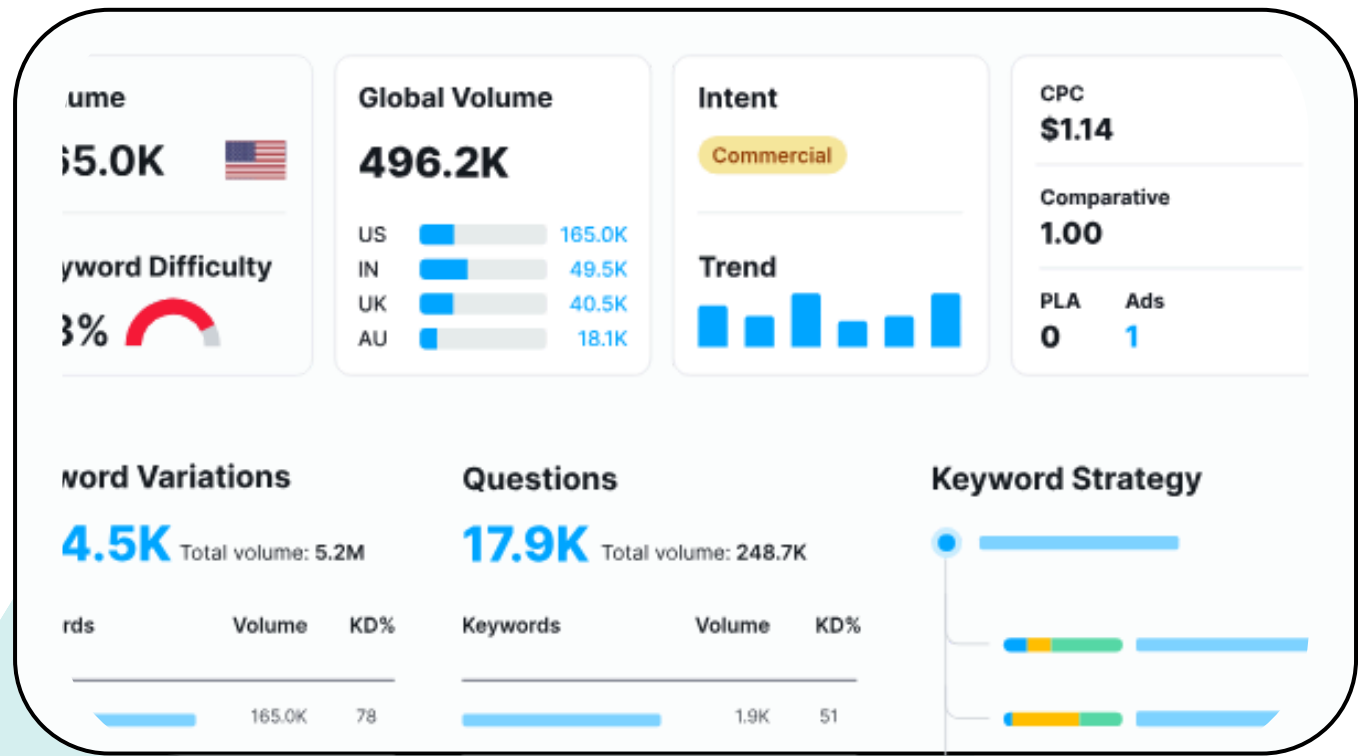 ume
65.0K
yword Difficulty
8%
Global Volume
496.2K
US 165.0K
IN 49.5K
UK 40.5K
AU 18.1K
Intent
Commercial
Trend
CPC
$1.14
Comparative
1.00
PLA Ads
0 1
word Variations
4.5K Total volume: 5.2M
rds Volume KD%
165.0K 78
Questions
17.9K Total volume: 248.7K
Keywords Volume KD%
1.9K 51
Keyword Strategy